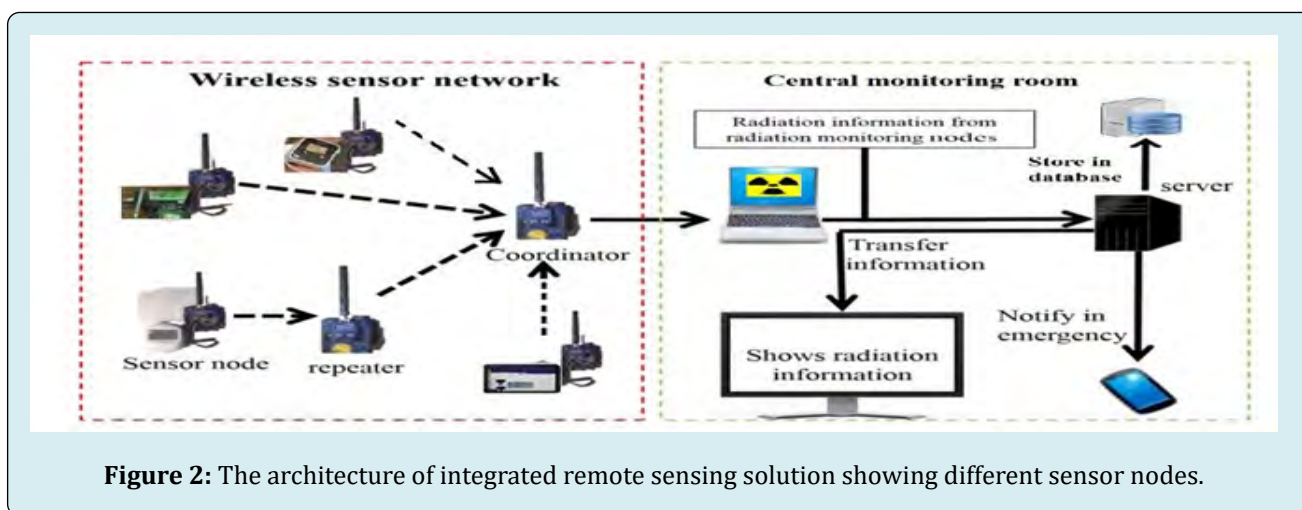 Wireless sensor network
Coordinator
Sensor node
repeater
Central monitoring room
Radiation information from
radiation monitoring nodes
Store in
database
server
Transfer
information
Shows radiation
information
Notify in
emergency
Figure 2: The architecture of integrated remote sensing solution showing different sensor nodes.